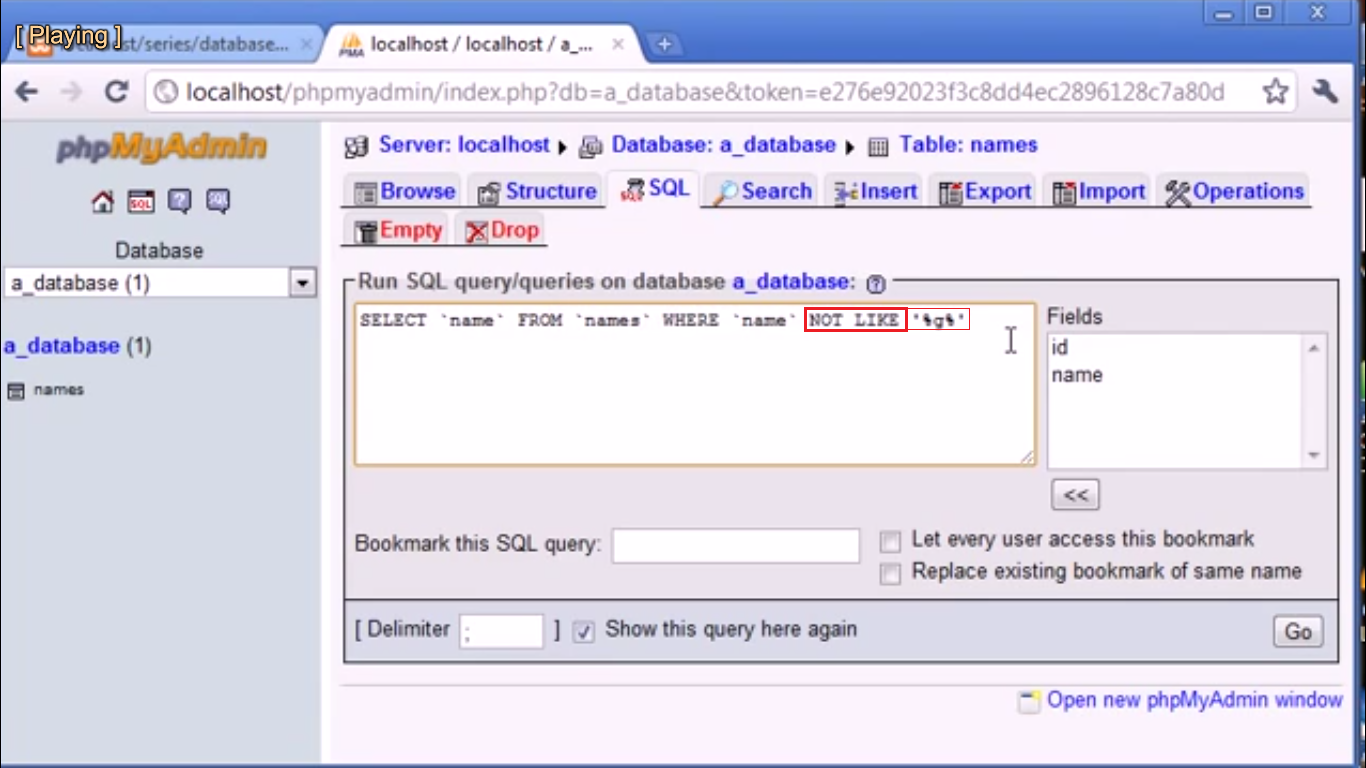 [ Playing ]
st/series/database...
localhost / localhost / a_...
localhost/phpmyadmin/index.php?db=a_database&token=e276e92023f3c8dd4ec2896128c7a80d
phpMyAdmin
SQL
Database
a_database (1)
a_database (1)
names
Server: localhost Database: a_database Table: names
Browse Structure SQL Search Insert Export Import Operations
Empty Drop
Run SQL query/queries on database a_database:
SELECT `name` FROM `names` WHERE `name` NOT LIKE '%g%'
Fields
id
name
<<
Bookmark this SQL query:
Let every user access this bookmark
Replace existing bookmark of same name
[ Delimiter ; ] Show this query here again
Go
Open new phpMyAdmin window